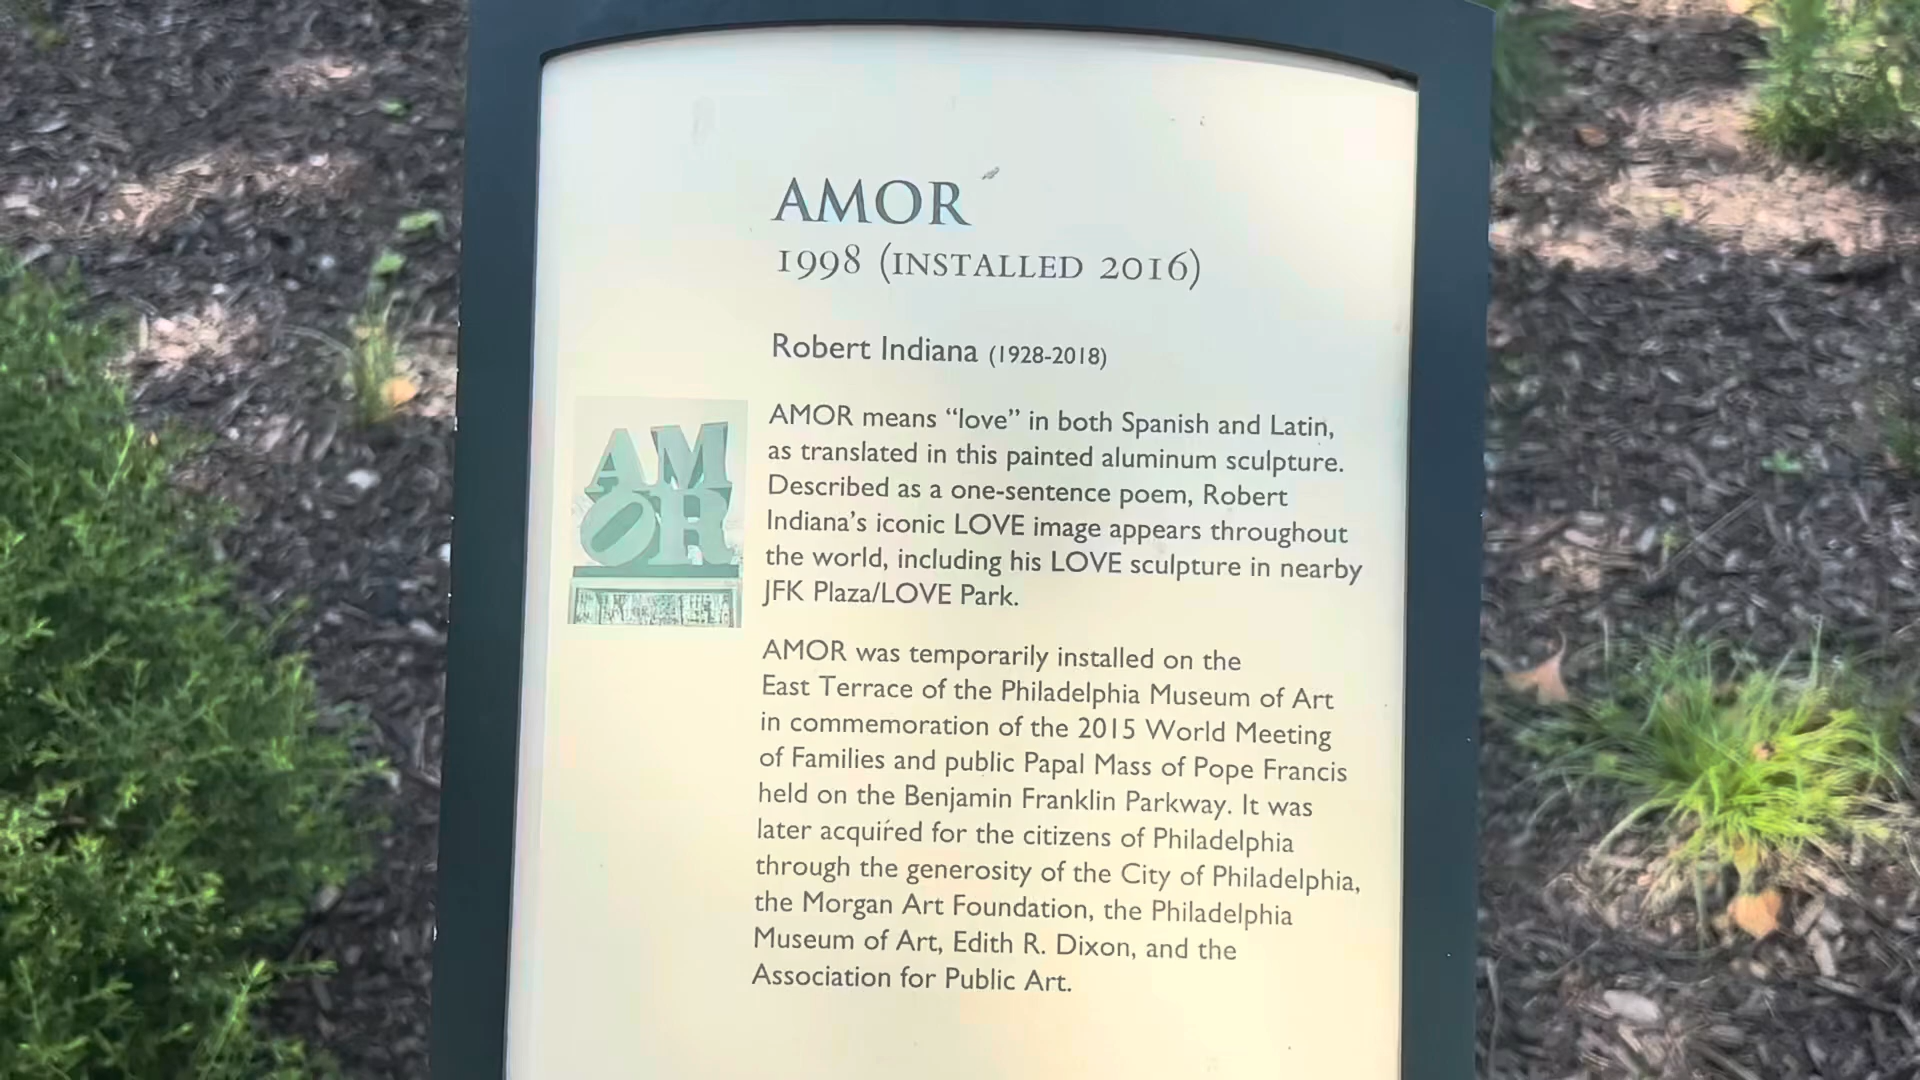 AMOR
1998 (INSTALLED 2016)
Robert Indiana (1928-2018)
AMOR means “love” in both Spanish and Latin,
as translated in this painted aluminum sculpture.
Described as a one-sentence poem, Robert
Indiana’s iconic LOVE image appears throughout
the world, including his LOVE sculpture in nearby
JFK Plaza/LOVE Park.
AM
OR
AMOR was temporarily installed on the
East Terrace of the Philadelphia Museum of Art
in commemoration of the 2015 World Meeting
of Families and public Papal Mass of Pope Francis
held on the Benjamin Franklin Parkway. It was
later acquired for the citizens of Philadelphia
through the generosity of the City of Philadelphia,
the Morgan Art Foundation, the Philadelphia
Museum of Art, Edith R. Dixon, and the
Association for Public Art.